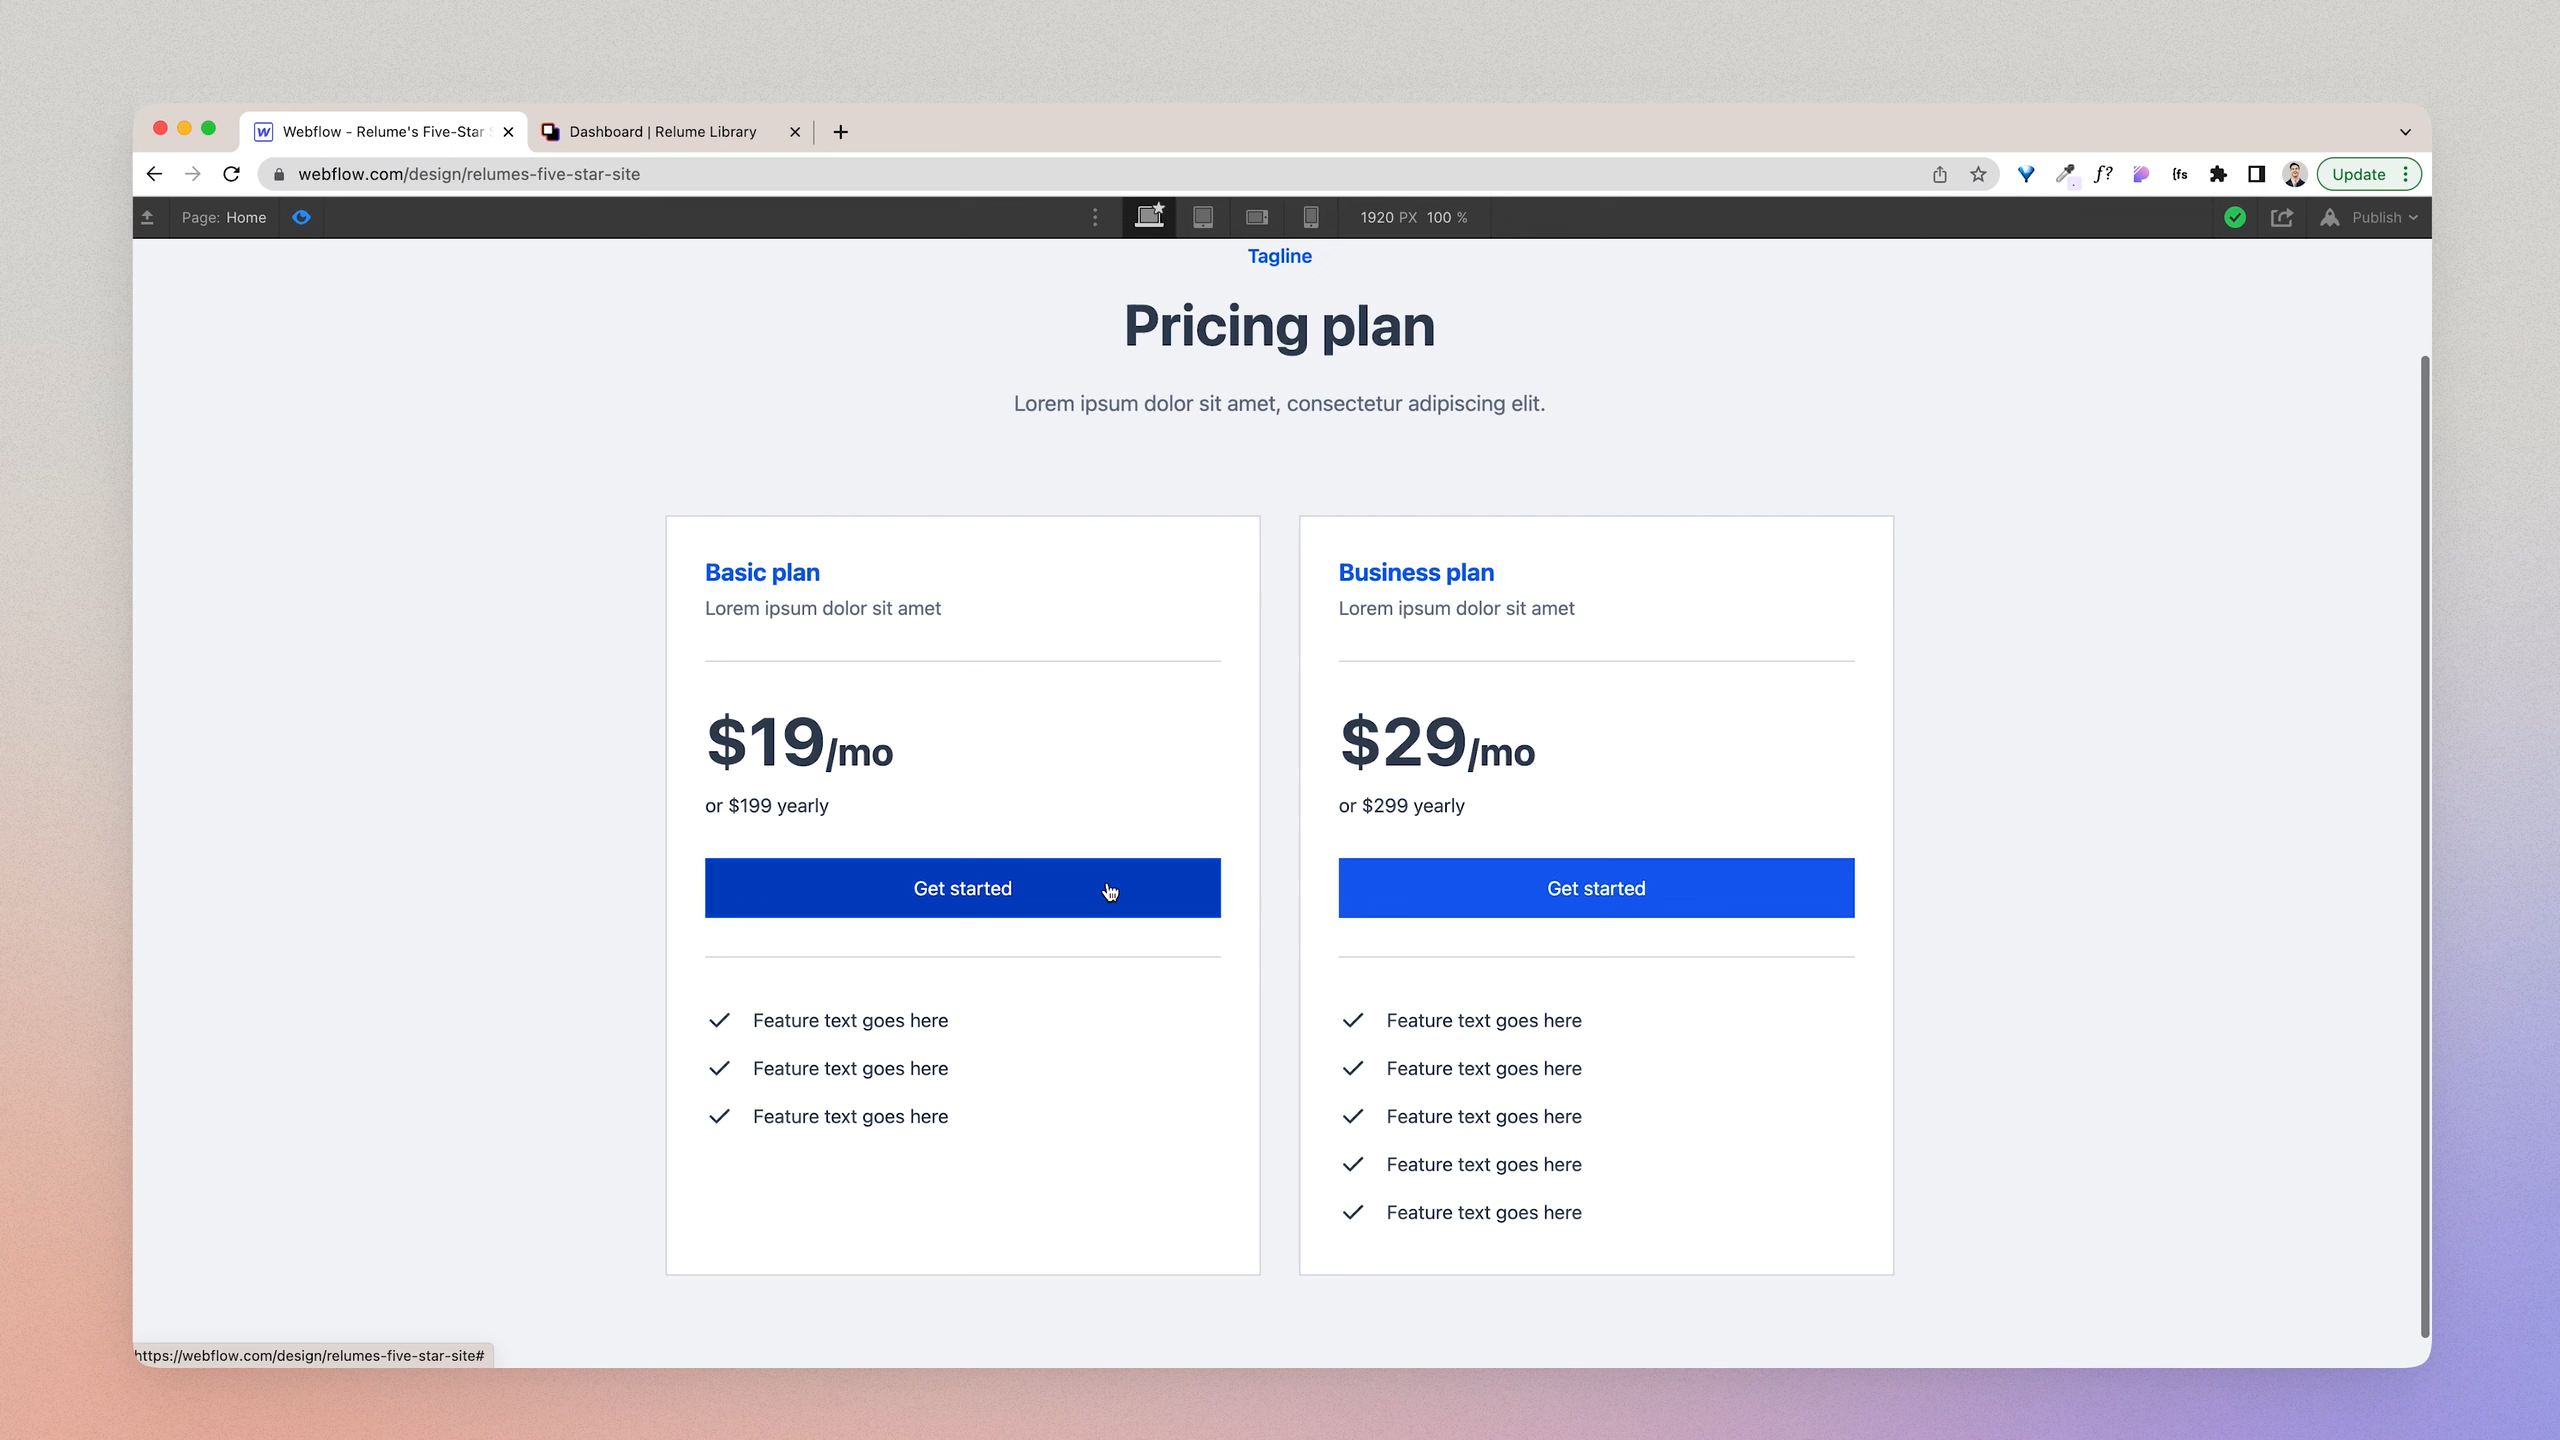 Webflow - Relume's Five-Star
Dashboard | Relume Library
webflow.com/design/relumes-five-star-site
f?
{fs
Update
Page: Home
1920 PX 100 %
Publish
Tagline
Pricing plan
Lorem ipsum dolor sit amet, consectetur adipiscing elit.
Basic plan
Lorem ipsum dolor sit amet
$19/mo
or $199 yearly
Get started
Feature text goes here
Feature text goes here
Feature text goes here
Business plan
Lorem ipsum dolor sit amet
$29/mo
or $299 yearly
Get started
Feature text goes here
Feature text goes here
Feature text goes here
Feature text goes here
Feature text goes here
https://webflow.com/design/relumes-five-star-site#